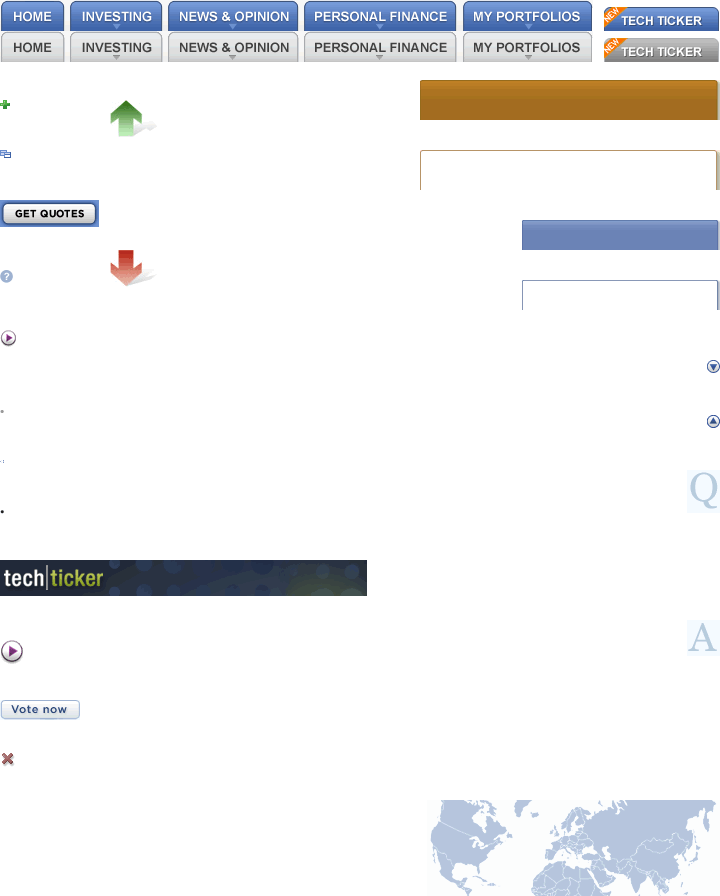 HOME INVESTING NEWS & OPINION PERSONAL FINANCE MY PORTFOLIOS NEW TECH TICKER
HOME INVESTING NEWS & OPINION PERSONAL FINANCE MY PORTFOLIOS NEW TECH TICKER
GET QUOTES
?
Q
tech|ticker
A
Vote now